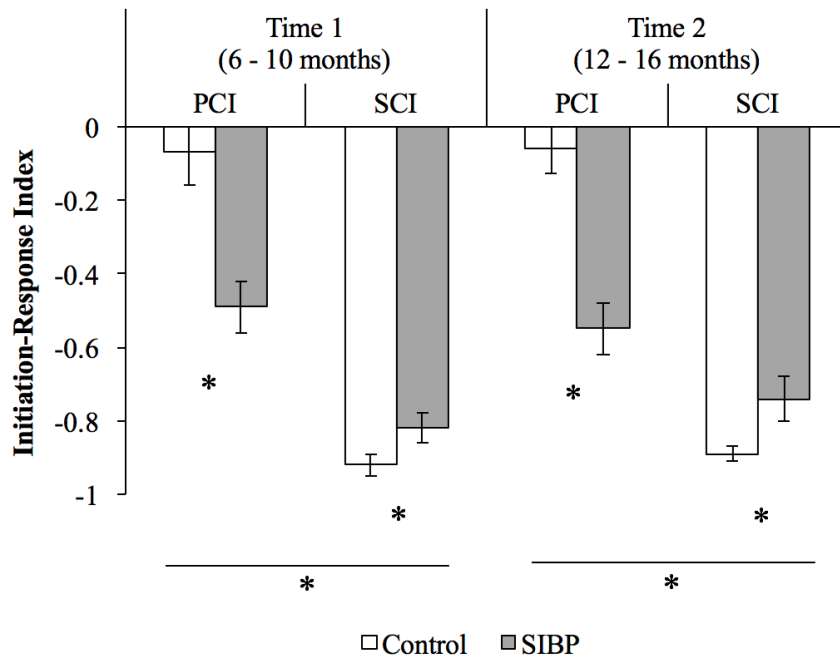 Time 1
(6 - 10 months)
Time 2
(12 - 16 months)
PCI
SCI
PCI
SCI
Initiation-Response Index
0
-0.2
-0.4
-0.6
-0.8
-1
*
*
*
*
*
*
Control
SIBP